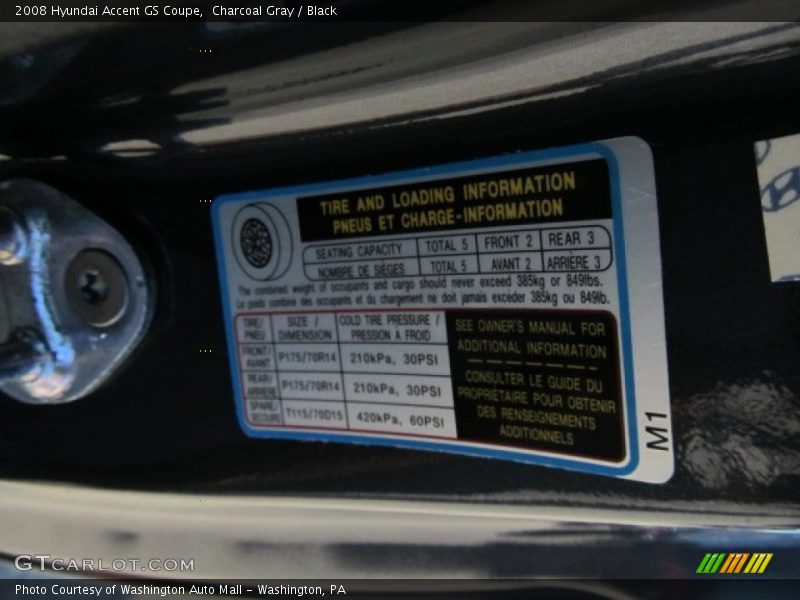 2008 Hyundai Accent GS Coupe,  Charcoal Gray / Black
TIRE AND LOADING INFORMATION
PNEUS ET CHARGE-INFORMATION
SEATING CAPACITY TOTAL 5 FRONT 2 REAR 3
NOMBRE DE SIEGES TOTAL 5 AVANT 2 ARRIERE 3
The combined weight of occupants and cargo should never exceed 385kg or 849lbs.
Le poids combine des occupants et du chargement ne doit jamais exceder 385kg ou 849lb.
TIRE/ SIZE / COLD TIRE PRESSURE /
PNEU DIMENSION PRESSION À FROID
FRONT/
AVANT P175/70R14 210kPa, 30PSI
REAR/
ARRIERE P175/70R14 210kPa, 30PSI
SPARE/
SECOURS T115/70D15 420kPa, 60PSI
SEE OWNER'S MANUAL FOR
ADDITIONAL INFORMATION
CONSULTER LE GUIDE DU
PROPRIETAIRE POUR OBTENIR
DES RENSEIGNEMENTS
ADDITIONNELS
M1
GTCARLOT.COM
Photo Courtesy of Washington Auto Mall - Washington, PA